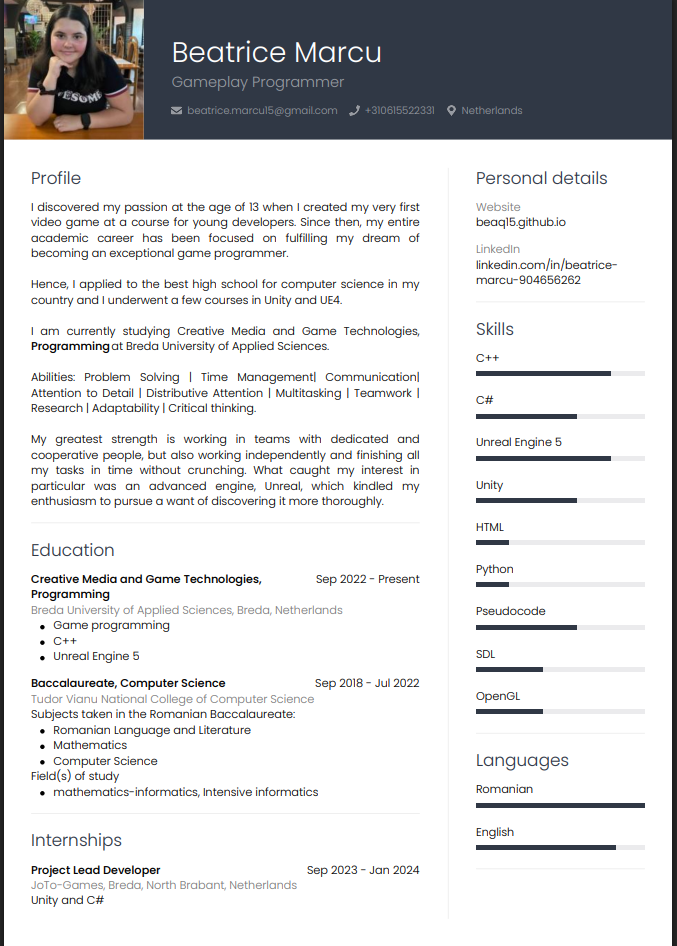 ESOME
Beatrice Marcu
Gameplay Programmer
beatrice.marcu15@gmail.com +310615522331 Netherlands
Profile
I discovered my passion at the age of 13 when I created my very first
video game at a course for young developers. Since then, my entire
academic career has been focused on fulfilling my dream of
becoming an exceptional game programmer.
Hence, I applied to the best high school for computer science in my
country and I underwent a few courses in Unity and UE4.
I am currently studying Creative Media and Game Technologies,
Programming at Breda University of Applied Sciences.
Abilities: Problem Solving | Time Management| Communication|
Attention to Detail | Distributive Attention | Multitasking | Teamwork |
Research | Adaptability | Critical thinking.
My greatest strength is working in teams with dedicated and
cooperative people, but also working independently and finishing all
my tasks in time without crunching. What caught my interest in
particular was an advanced engine, Unreal, which kindled my
enthusiasm to pursue a want of discovering it more thoroughly.
Education
Creative Media and Game Technologies, Sep 2022 - Present
Programming
Breda University of Applied Sciences, Breda, Netherlands
• Game programming
• C++
• Unreal Engine 5
Baccalaureate, Computer Science Sep 2018 - Jul 2022
Tudor Vianu National College of Computer Science
Subjects taken in the Romanian Baccalaureate:
• Romanian Language and Literature
• Mathematics
• Computer Science
Field(s) of study
• mathematics-informatics, Intensive informatics
Internships
Project Lead Developer Sep 2023 - Jan 2024
JoTo-Games, Breda, North Brabant, Netherlands
Unity and C#
Personal details
Website
beaq15.github.io
LinkedIn
linkedin.com/in/beatrice-
marcu-904656262
Skills
C++
C#
Unreal Engine 5
Unity
HTML
Python
Pseudocode
SDL
OpenGL
Languages
Romanian
English